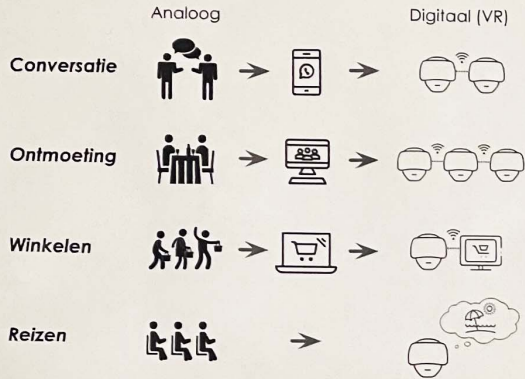 Analoog Digitaal (VR)
Conversatie
Ontmoeting
Winkelen
Reizen